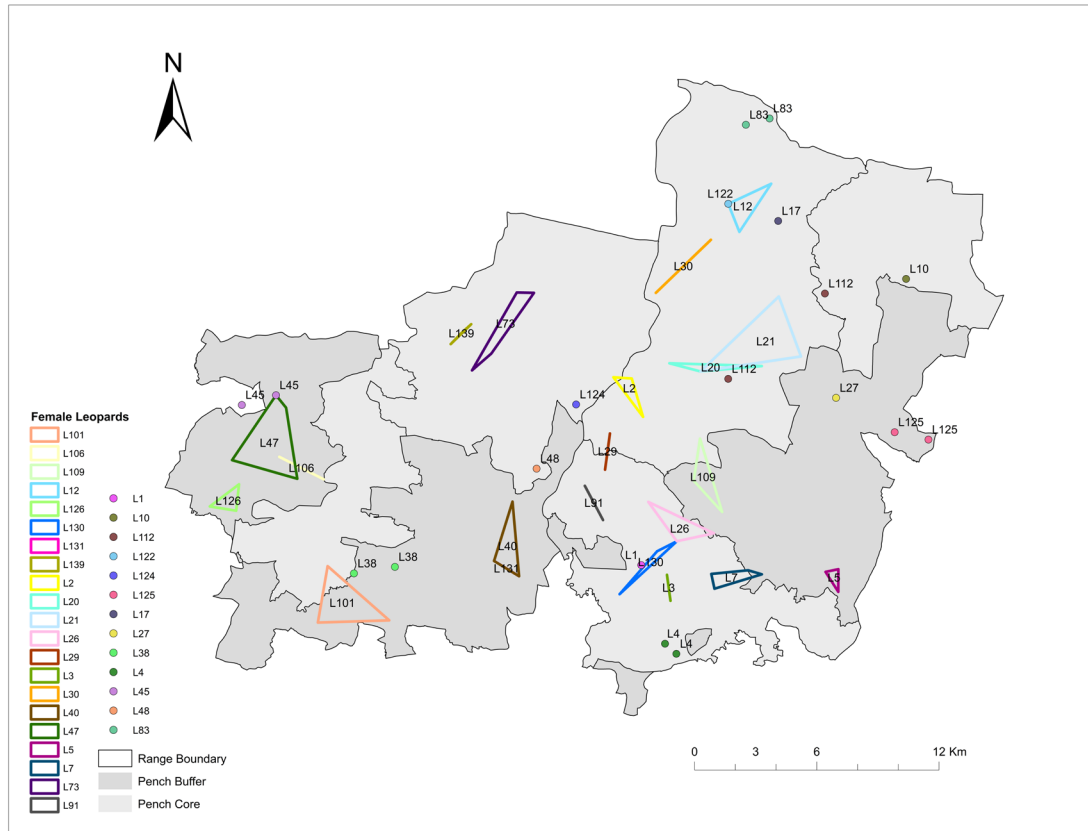 N
L83
L83
L122
L12
L17
L30
L10
L112
L73
L139
L21
L20
L112
L2
L45
L45
L124
L27
L125
L125
L47
L106
L29
L48
L109
L126
L91
L26
L40
L131
L38
L38
L1
L130
L7
L5
L3
L101
L4
L4
Female Leopards
L101
L106
L109
L12
L126
L130
L131
L139
L2
L20
L21
L26
L29
L3
L30
L40
L47
L5
L7
L73
L91
L1
L10
L112
L122
L124
L125
L17
L27
L38
L4
L45
L48
L83
Range Boundary
Pench Buffer
Pench Core
0 3 6 12 Km